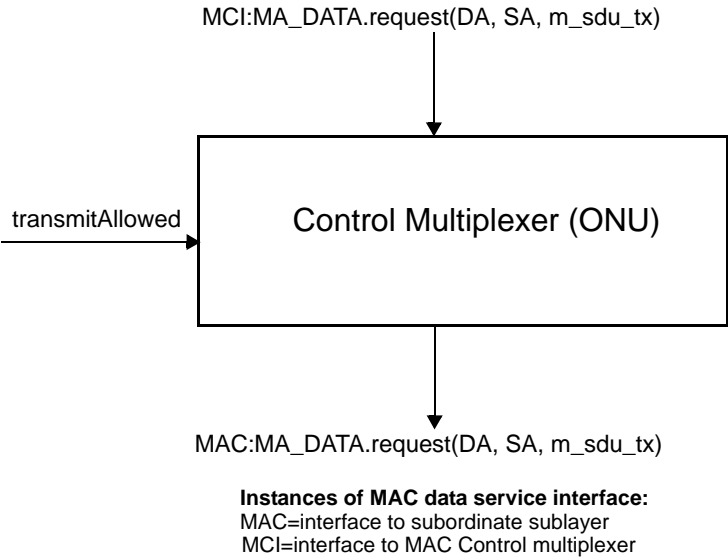 MCI:MA_DATA.request(DA, SA, m_sdu_tx)
transmitAllowed
Control Multiplexer (ONU)
MAC:MA_DATA.request(DA, SA, m_sdu_tx)
Instances of MAC data service interface:
MAC=interface to subordinate sublayer
MCI=interface to MAC Control multiplexer